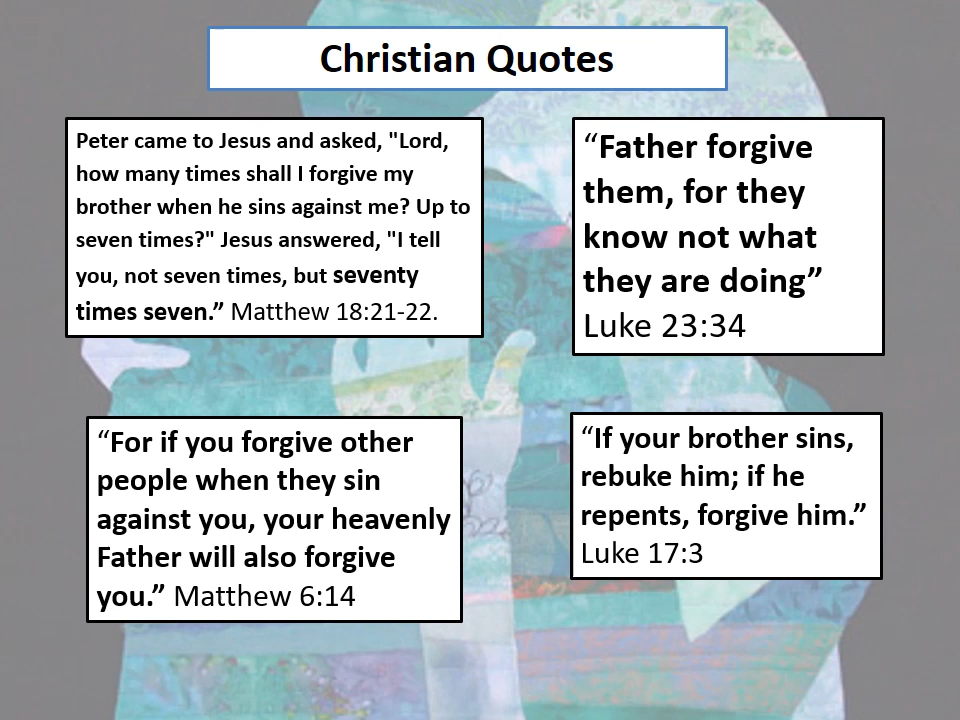 Christian Quotes
Peter came to Jesus and asked, "Lord,
how many times shall I forgive my
brother when he sins against me? Up to
seven times?" Jesus answered, "I tell
you, not seven times, but seventy
times seven.” Matthew 18:21-22.
“Father forgive
them, for they
know not what
they are doing”
Luke 23:34
“For if you forgive other
people when they sin
against you, your heavenly
Father will also forgive
you.” Matthew 6:14
“If your brother sins,
rebuke him; if he
repents, forgive him.”
Luke 17:3